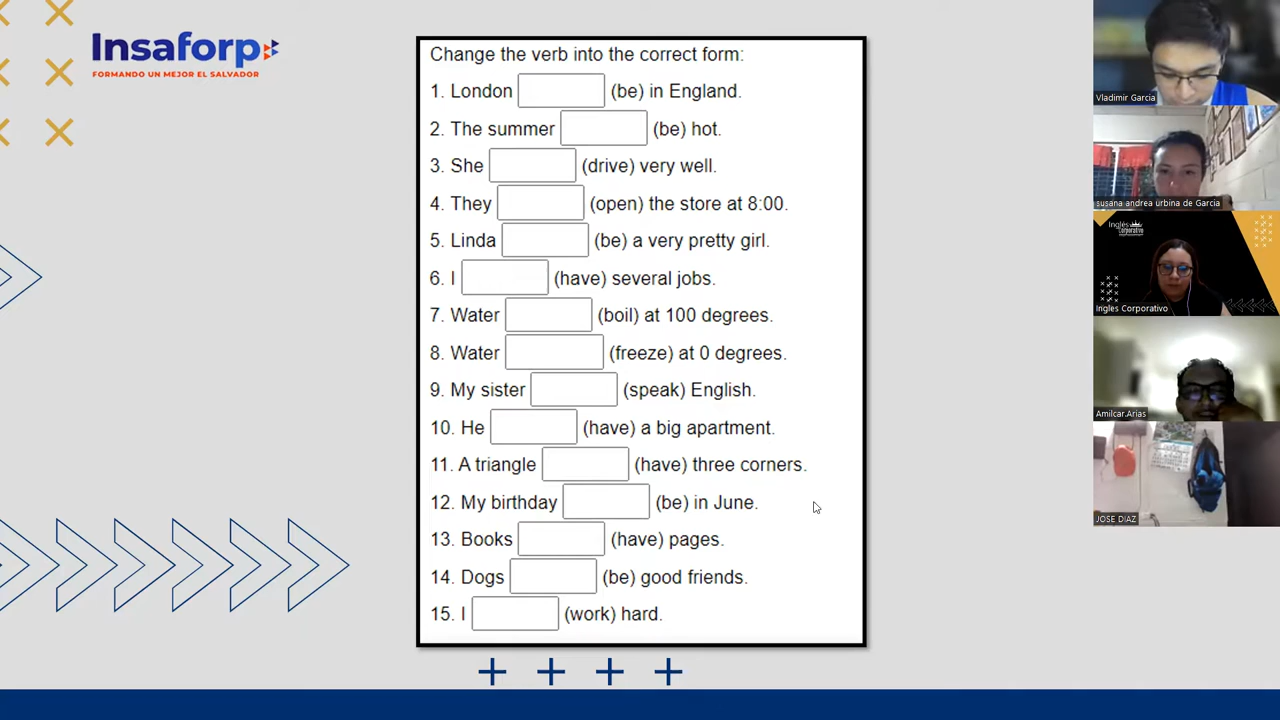 Insaforp
FORMANDO UN MEJOR EL SALVADOR
Change the verb into the correct form:
1. London (be) in England.
2. The summer (be) hot.
3. She (drive) very well.
4. They (open) the store at 8:00.
5. Linda (be) a very pretty girl.
6. I (have) several jobs.
7. Water (boil) at 100 degrees.
8. Water (freeze) at 0 degrees.
9. My sister (speak) English.
10. He (have) a big apartment.
11. A triangle (have) three corners.
12. My birthday (be) in June.
13. Books (have) pages.
14. Dogs (be) good friends.
15. I (work) hard.
Vladimir Garcia
susana andrea urbina de Garcia
Inglés
Corporativo
Ingles Corporativo
Amilcar.Arias
JOSE DIAZ